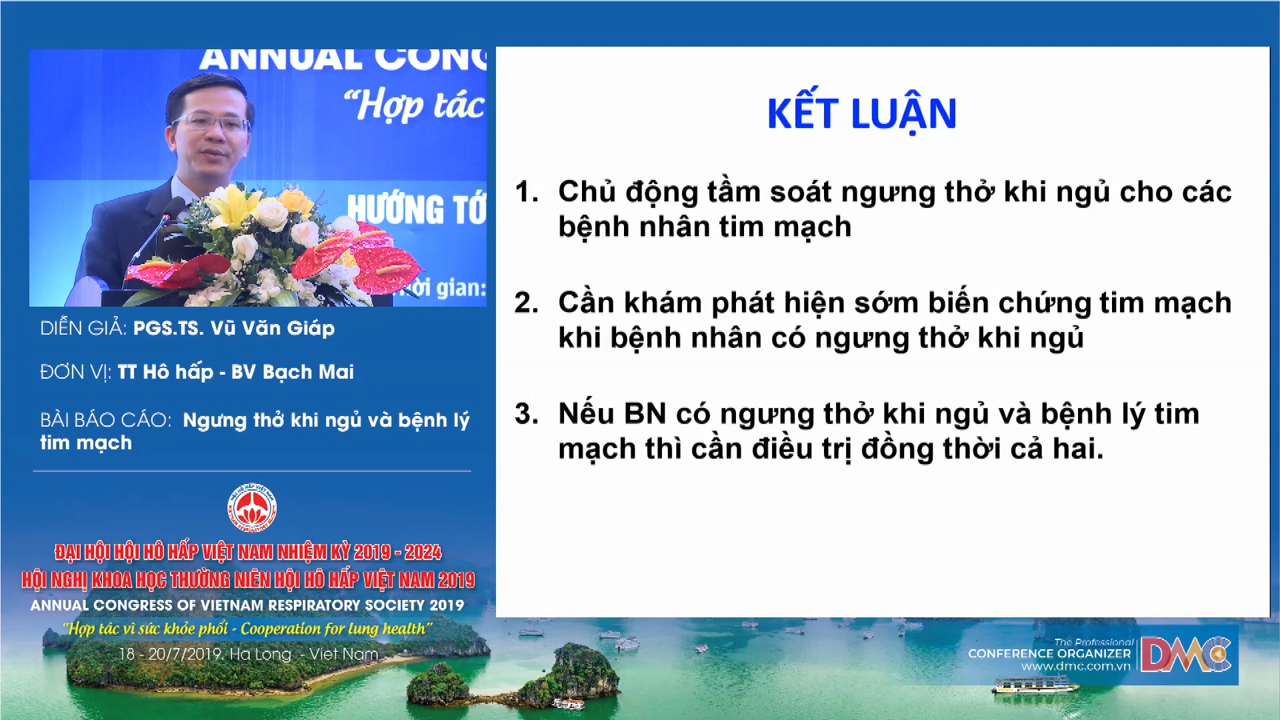 ANNUAL CONG
“Hợp tác
HƯỚNG TỚ
hời gian:
DIỄN GIẢ: PGS.TS. Vũ Văn Giáp
ĐƠN VỊ: TT Hô hấp - BV Bạch Mai
BÀI BÁO CÁO: Ngưng thở khi ngủ và bệnh lý
tim mạch
ĐẠI HỘI HỘI HÔ HẤP VIỆT NAM NHIỆM KỲ 2019 - 2024
HỘI NGHỊ KHOA HỌC THƯỜNG NIÊN HỘI HÔ HẤP VIỆT NAM 2019
ANNUAL CONGRESS OF VIETNAM RESPIRATORY SOCIETY 2019
“Hợp tác vì sức khỏe phổi - Cooperation for lung health”
18 - 20/7/2019. Ha Long - Viet Nam
KẾT LUẬN
1. Chủ động tầm soát ngưng thở khi ngủ cho các
bệnh nhân tim mạch
2. Cần khám phát hiện sớm biến chứng tim mạch
khi bệnh nhân có ngưng thở khi ngủ
3. Nếu BN có ngưng thở khi ngủ và bệnh lý tim
mạch thì cần điều trị đồng thời cả hai.
The Professional
CONFERENCE ORGANIZER
www.dmc.com.vn
DMC